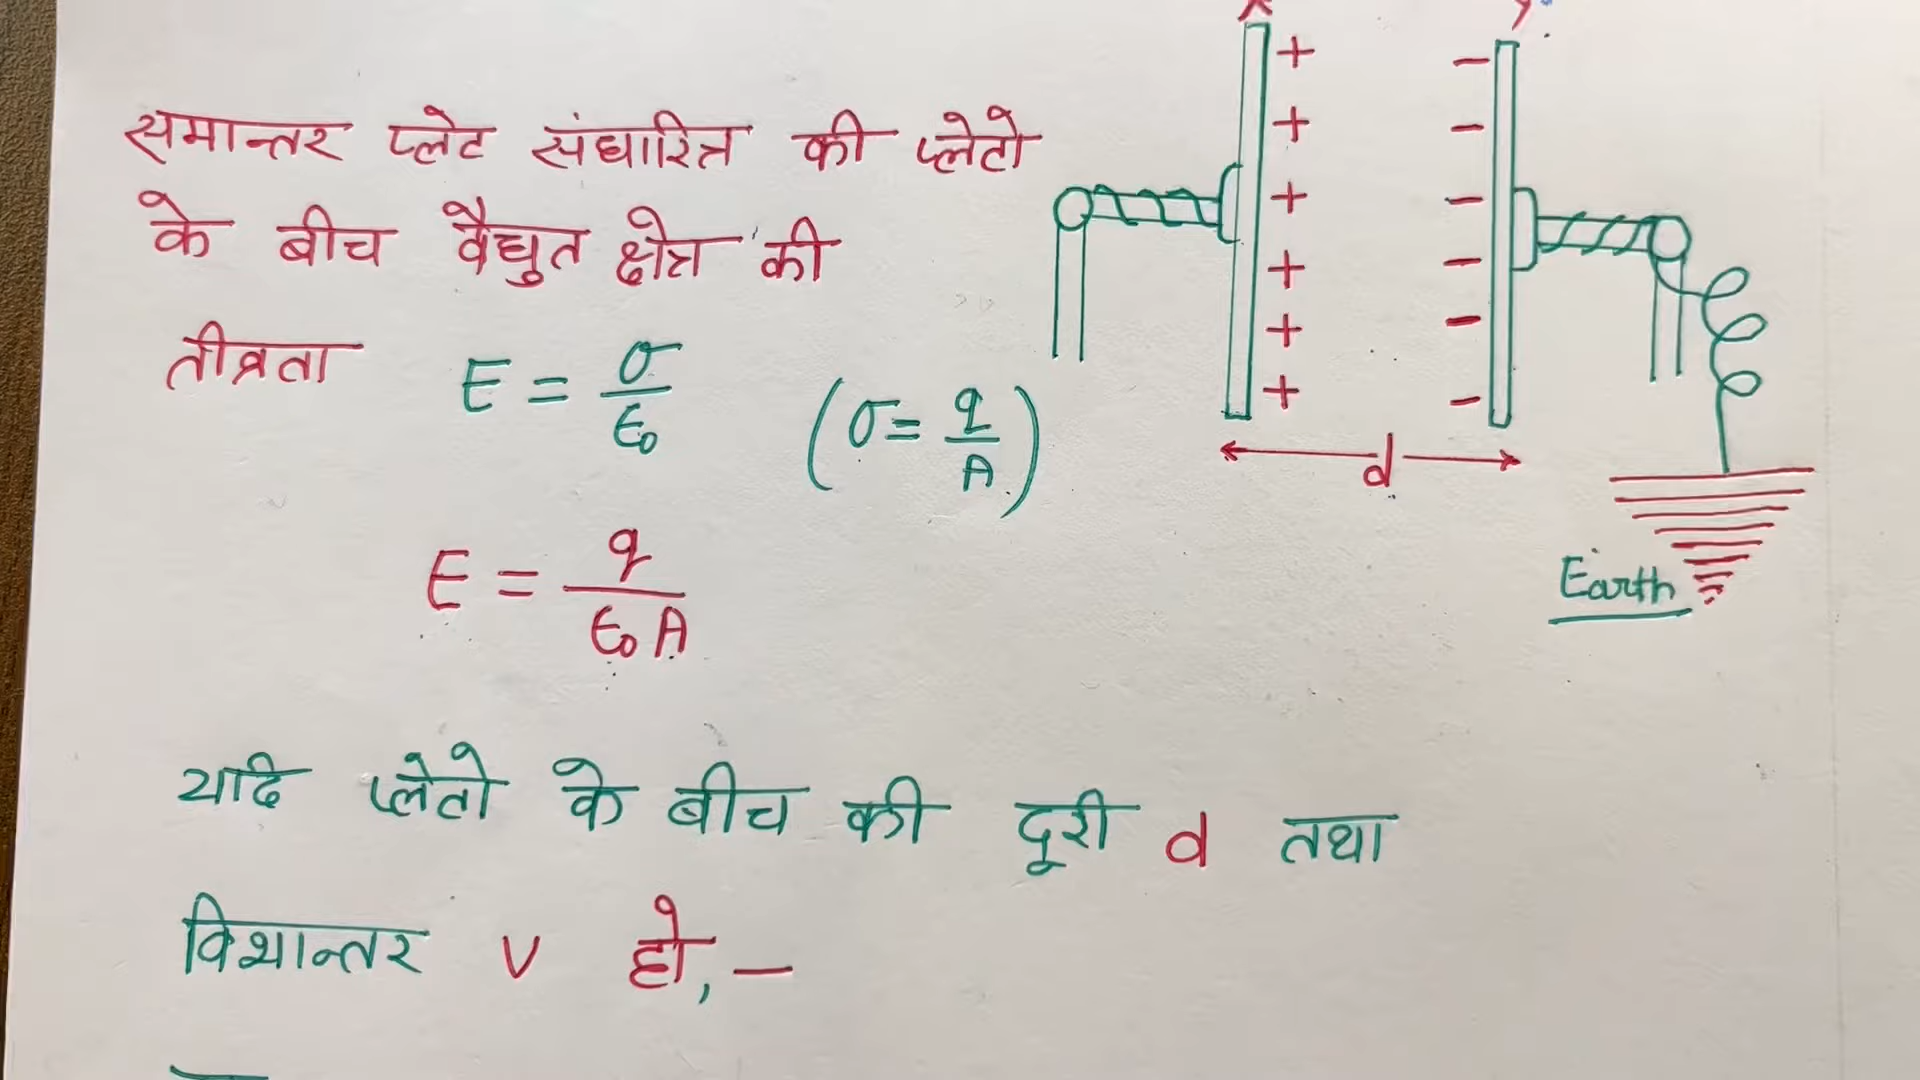 समान्तर प्लेट संधारित्र की प्लेटो
के बीच वैद्युत क्षेत्र की
तीव्रता E = σ/ε₀ (σ = q/A)
E = q/ε₀A
यदि प्लेतो के बीच की दूरी d तथा
विभान्तर v हो, —
+ + + + + +
− − − − − − −
d
Earth